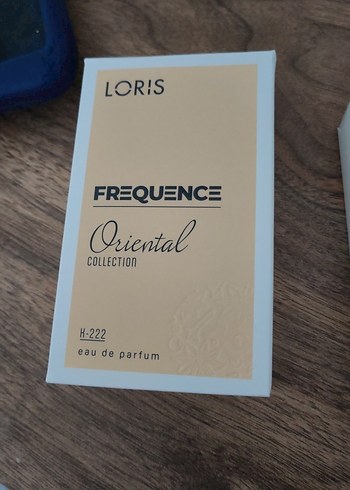 LORIS
FREQUENCE
Oriental
COLLECTION
H-222
eau de parfum